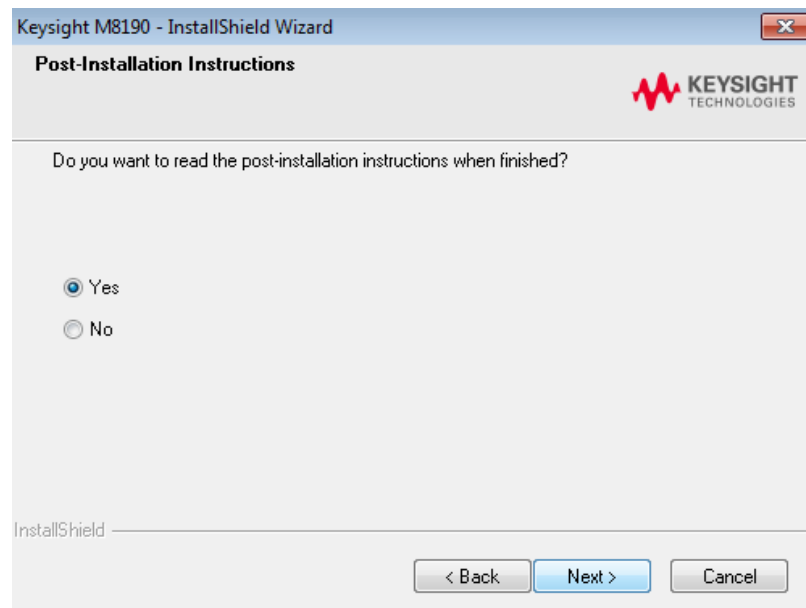 Keysight M8190 - InstallShield Wizard
Post-Installation Instructions
KEYSIGHT
TECHNOLOGIES
Do you want to read the post-installation instructions when finished?
Yes
No
InstallShield
< Back
Next >
Cancel